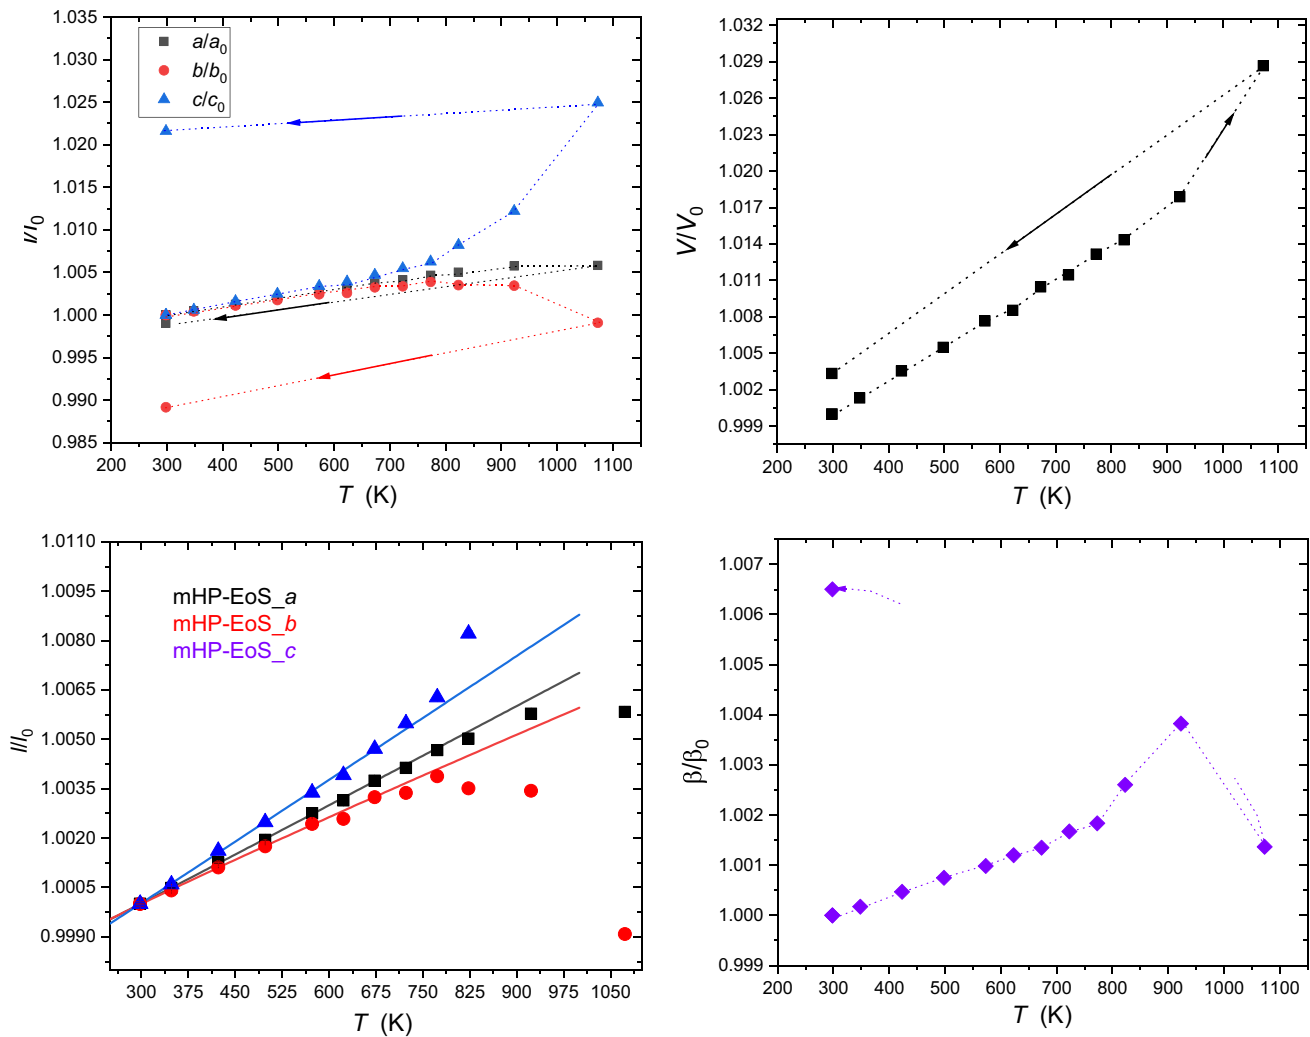 1.035
1.030
1.025
1.020
1.015
1.010
1.005
1.000
0.995
0.990
0.985
l/l0
a/a0
b/b0
c/c0
200 300 400 500 600 700 800 900 1000 1100
T (K)
1.032
1.029
1.026
1.023
1.020
1.017
1.014
1.011
1.008
1.005
1.002
0.999
V/V0
200 300 400 500 600 700 800 900 1000 1100
T (K)
1.0110
1.0095
1.0080
1.0065
1.0050
1.0035
1.0020
1.0005
0.9990
l/l0
mHP-EoS_a
mHP-EoS_b
mHP-EoS_c
300 375 450 525 600 675 750 825 900 975 1050
T (K)
1.007
1.006
1.005
1.004
1.003
1.002
1.001
1.000
0.999
β/β0
200 300 400 500 600 700 800 900 1000 1100
T (K)